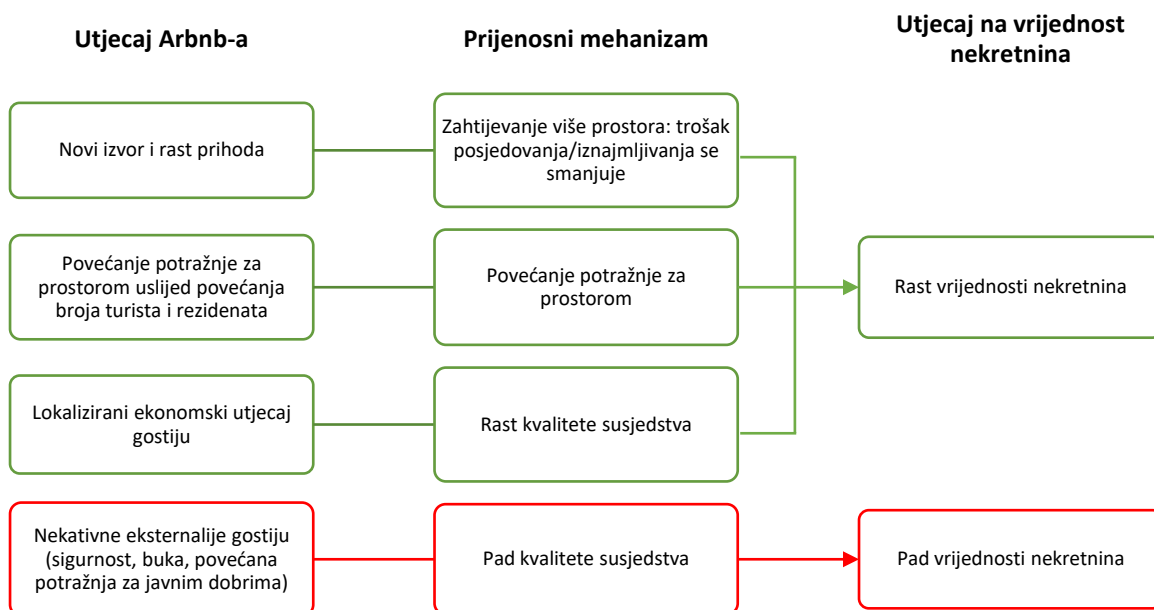 Utjecaj Arbnb-a
Prijenosni mehanizam
Utjecaj na vrijednost
nekretnina
Novi izvor i rast prihoda
Zahtijevanje više prostora: trošak
posjedovanja/iznajmljivanja se
smanjuje
Povećanje potražnje za
prostorom uslijed povećanja
broja turista i rezidenata
Povećanje potražnje za
prostorom
Rast vrijednosti nekretnina
Lokalizirani ekonomski utjecaj
gostiju
Rast kvalitete susjedstva
Nekativne eksternalije gostiju
(sigurnost, buka, povećana
potražnja za javnim dobrima)
Pad kvalitete susjedstva
Pad vrijednosti nekretnina